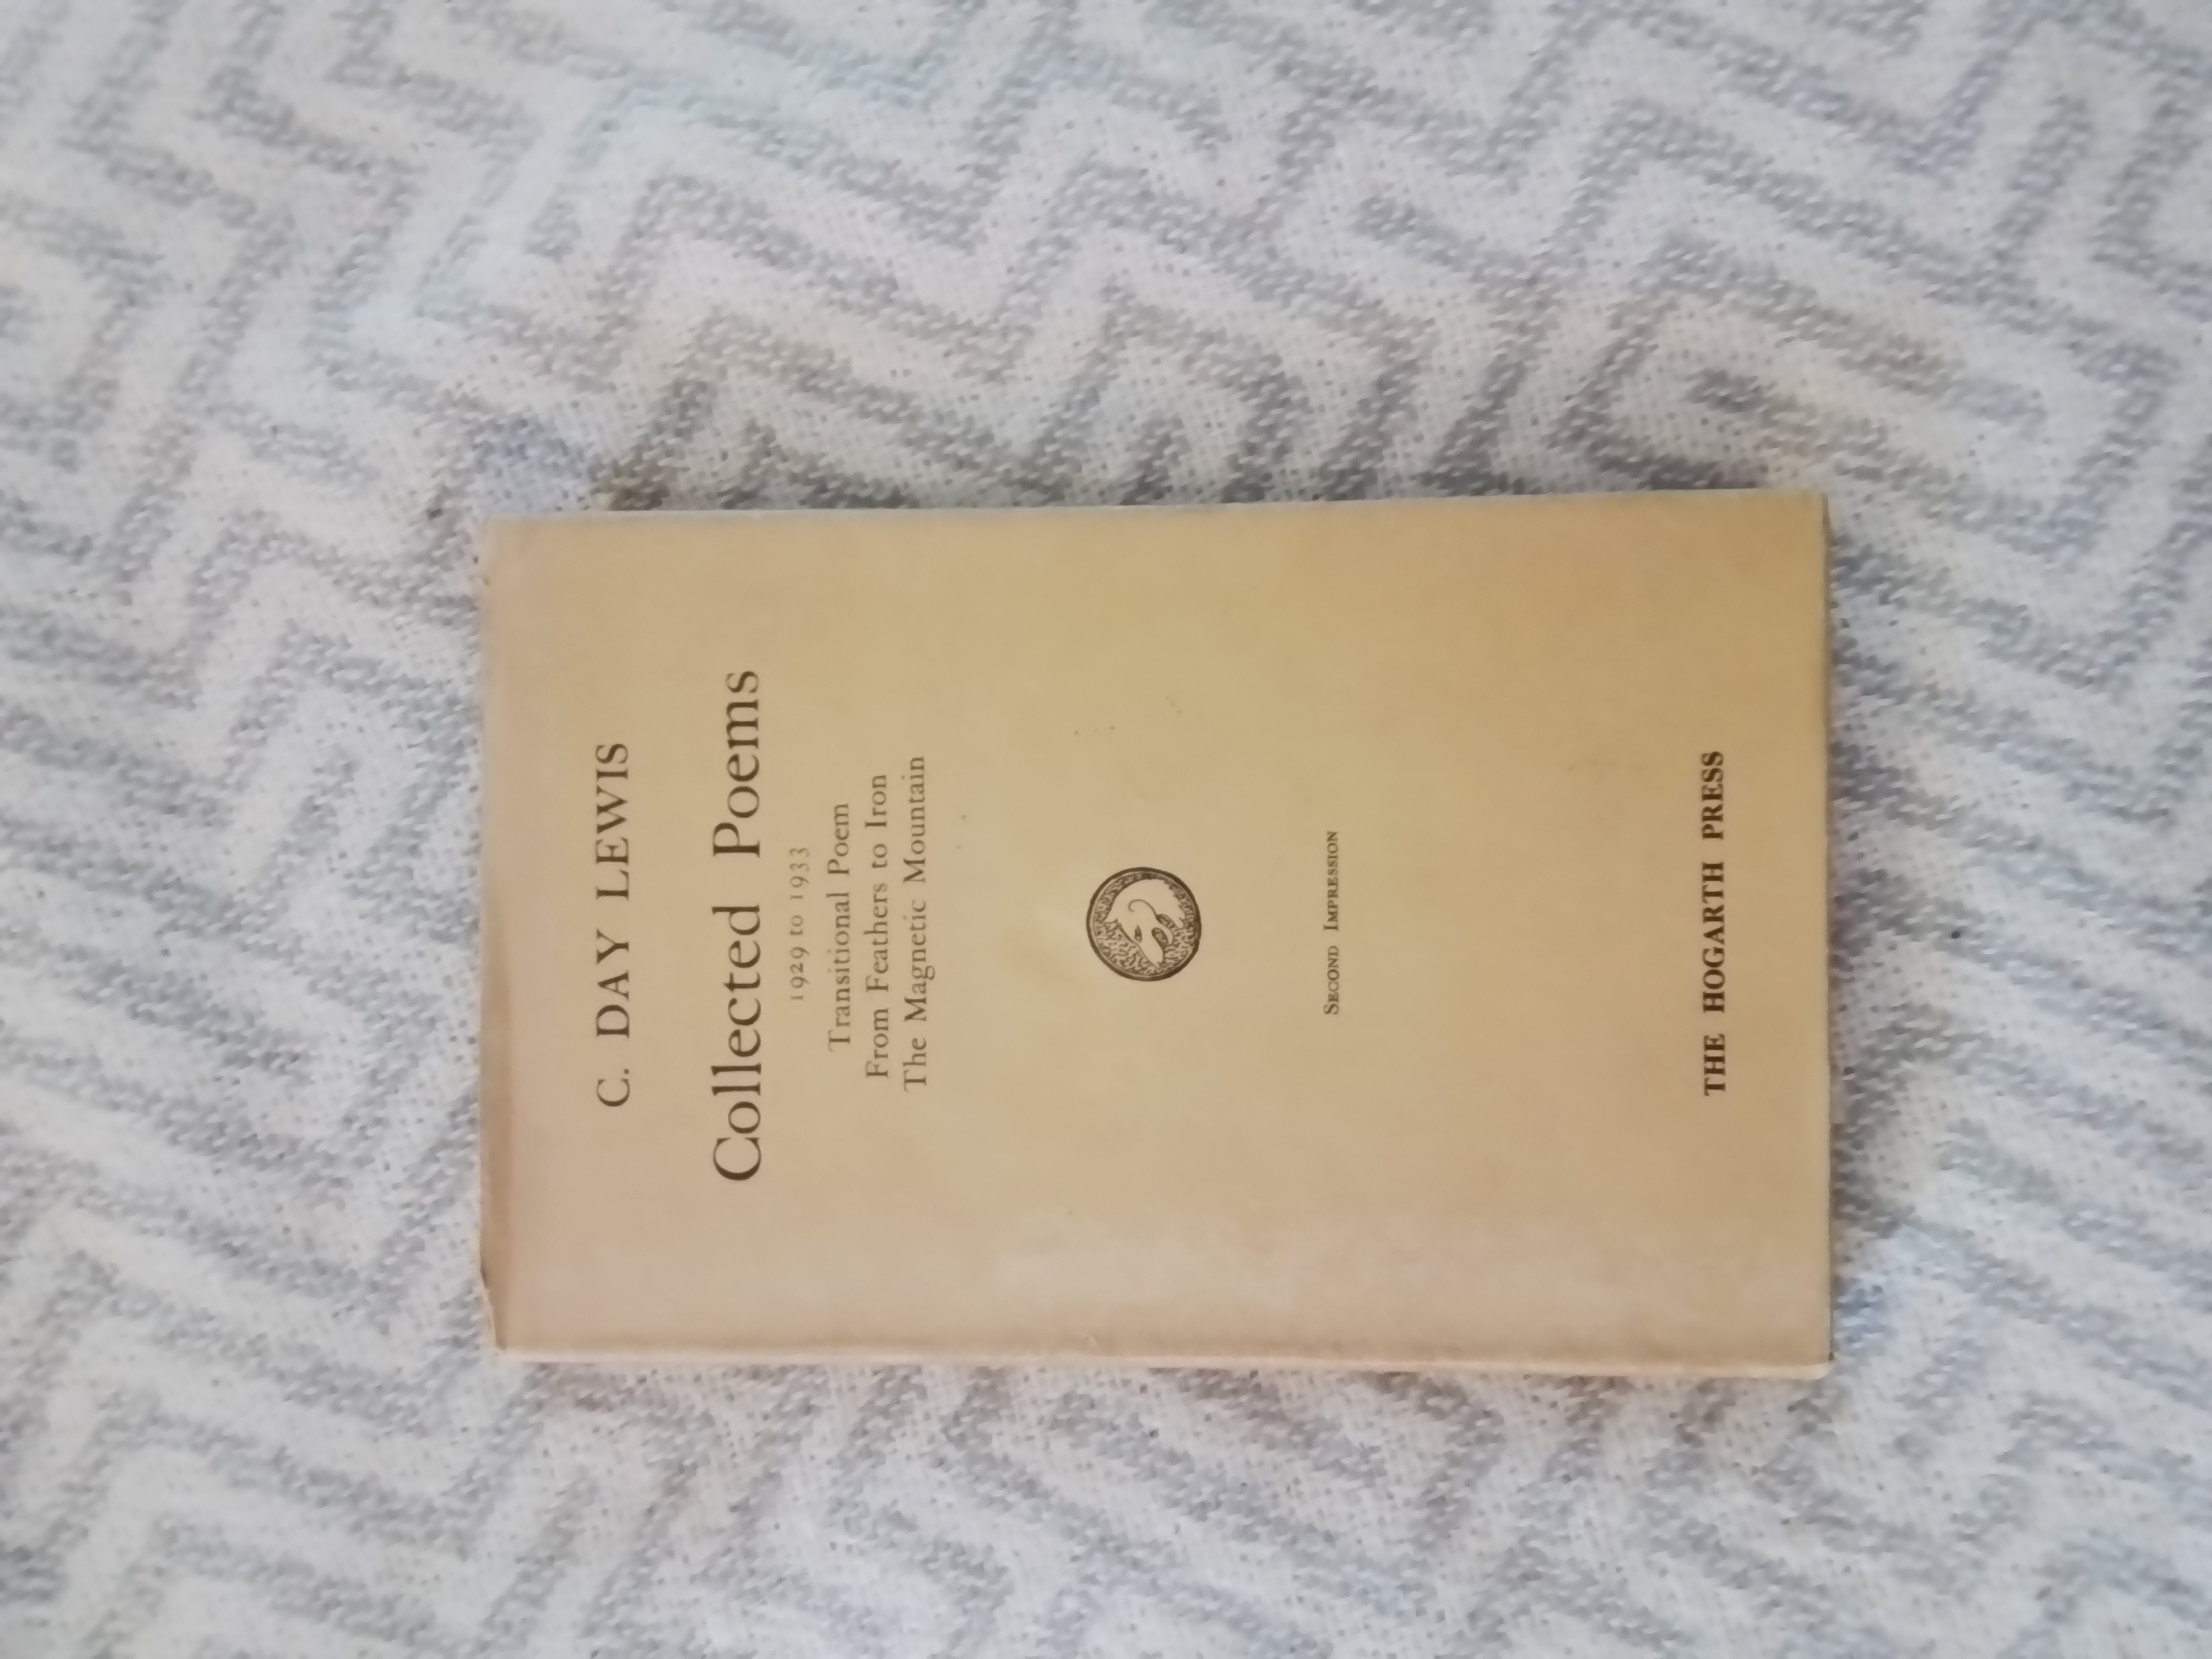 C. DAY LEWIS
Collected Poems
1929 to 1933
Transitional Poem
From Feathers to Iron
The Magnetic Mountain
SECOND IMPRESSION
THE HOGARTH PRESS